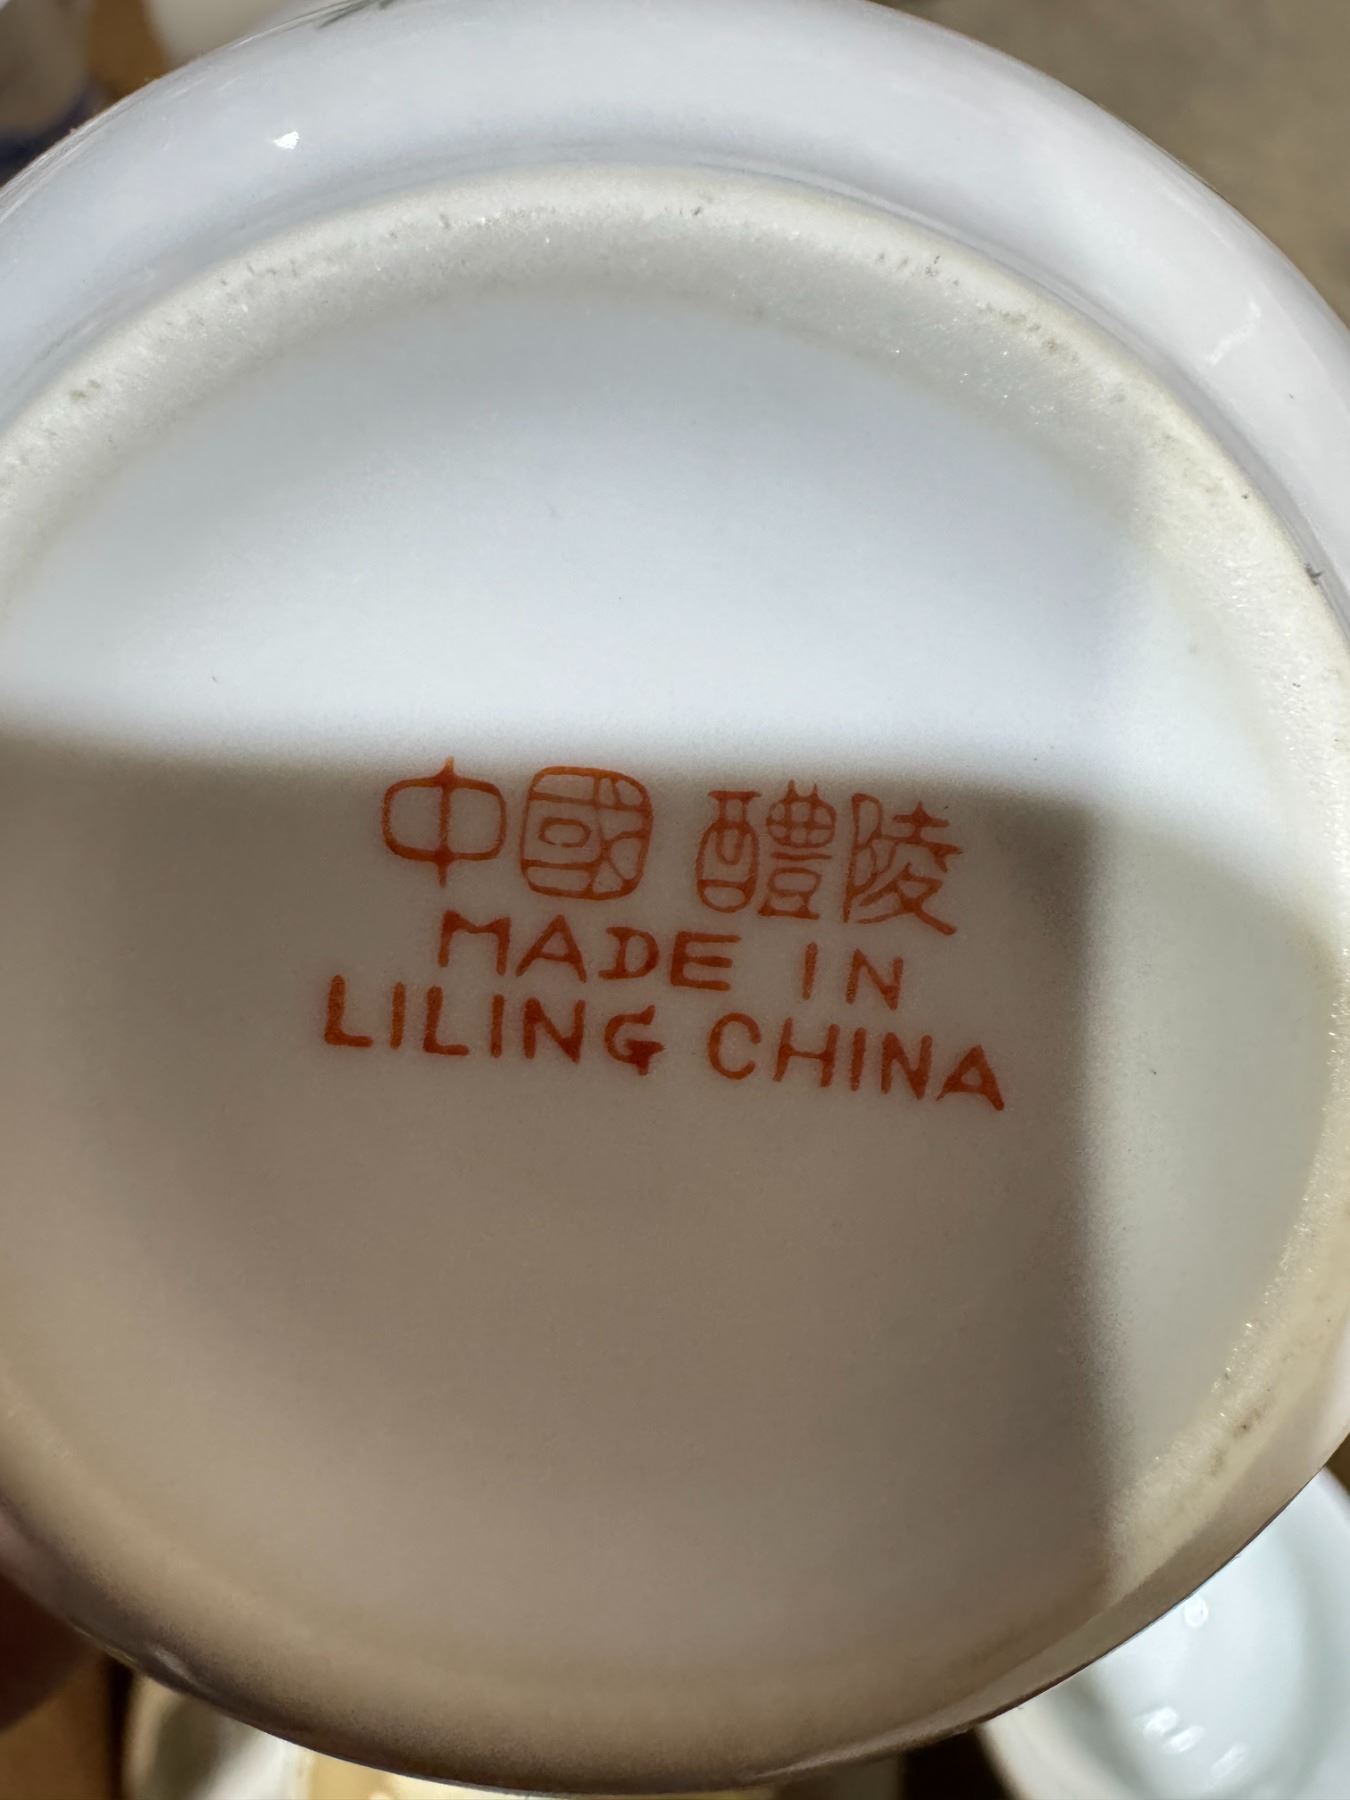 中國 醴陵
MADE IN
LILING CHINA